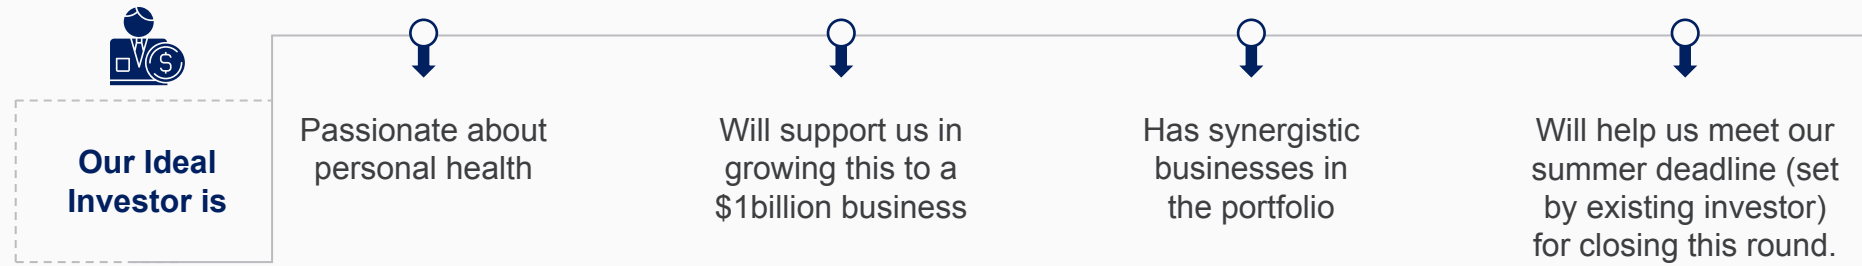 $
Our Ideal
Investor is
Passionate about
personal health
Will support us in
growing this to a
$1billion business
Has synergistic
businesses in
the portfolio
Will help us meet our
summer deadline (set
by existing investor)
for closing this round.